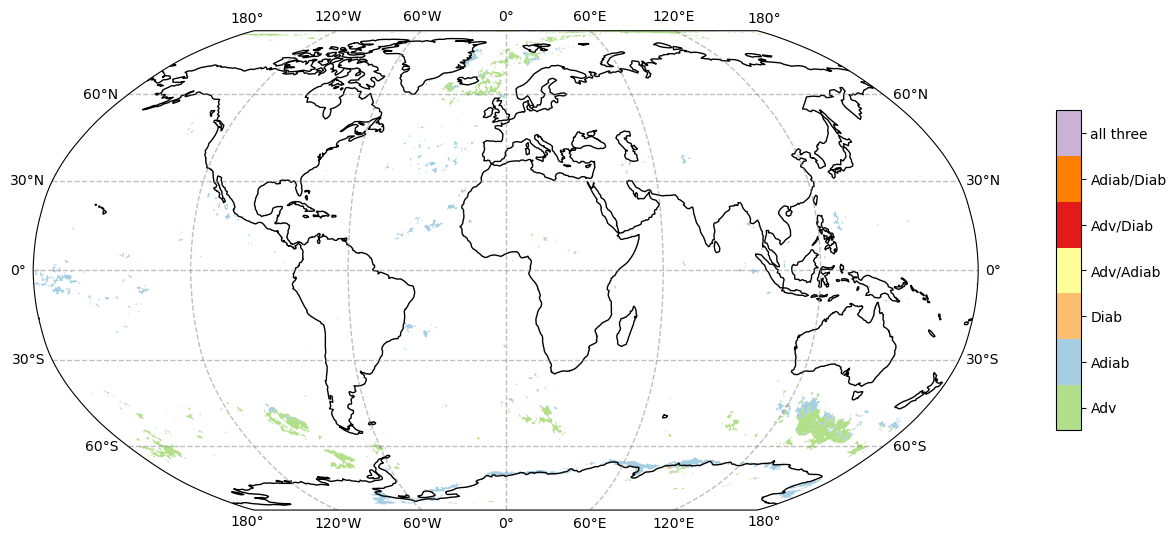 180° 120°W 60°W 0° 60°E 120°E 180°
60°N 60°N
30°N 30°N
0° 0°
30°S 30°S
60°S 60°S
180° 120°W 60°W 0° 60°E 120°E 180°
all three
Adiab/Diab
Adv/Diab
Adv/Adiab
Diab
Adiab
Adv